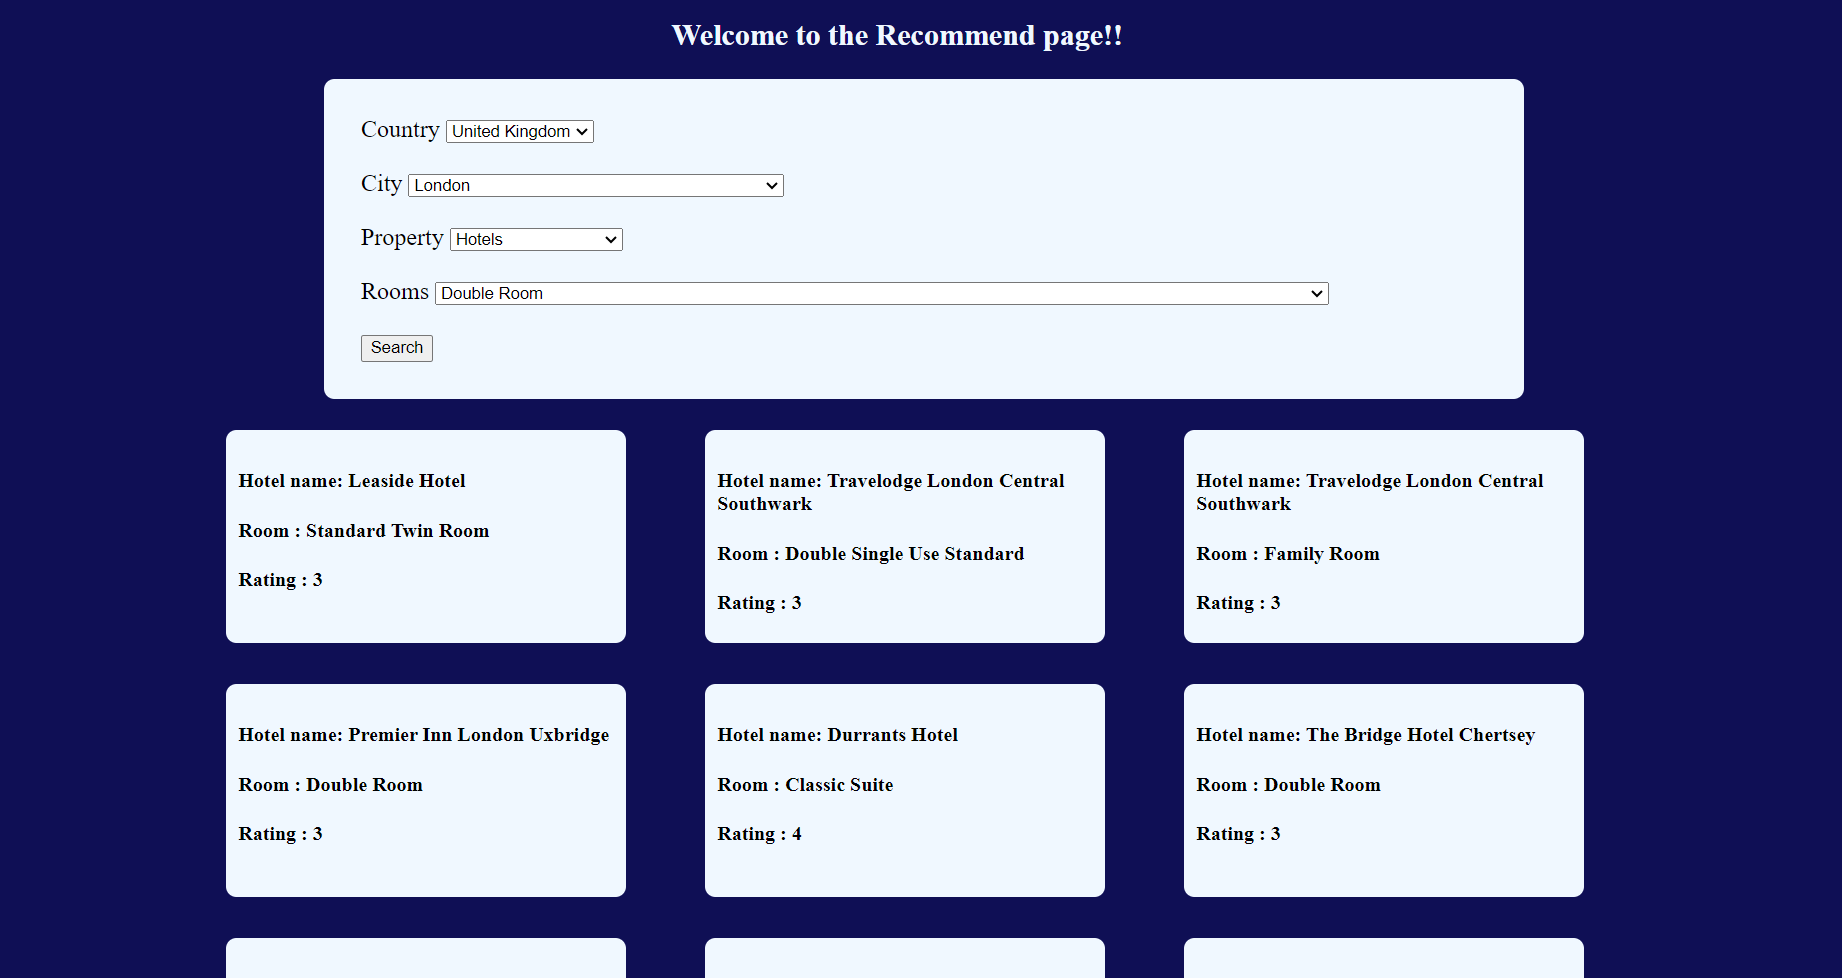 Welcome to the Recommend page!!
Country United Kingdom
City London
Property Hotels
Rooms Double Room
Search
Hotel name: Leaside Hotel
Room : Standard Twin Room
Rating : 3
Hotel name: Travelodge London Central
Southwark
Room : Double Single Use Standard
Rating : 3
Hotel name: Travelodge London Central
Southwark
Room : Family Room
Rating : 3
Hotel name: Premier Inn London Uxbridge
Room : Double Room
Rating : 3
Hotel name: Durrants Hotel
Room : Classic Suite
Rating : 4
Hotel name: The Bridge Hotel Chertsey
Room : Double Room
Rating : 3